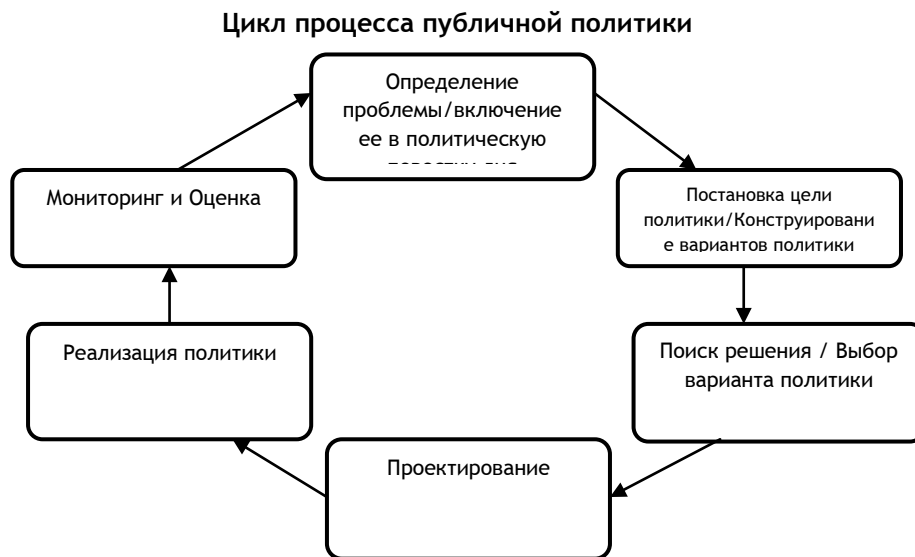 Цикл процесса публичной политики
Определение
проблемы/включение
ее в политическую
Мониторинг и Оценка
Постановка цели
политики/Конструировани
е вариантов политики
Реализация политики
Поиск решения / Выбор
варианта политики
Проектирование